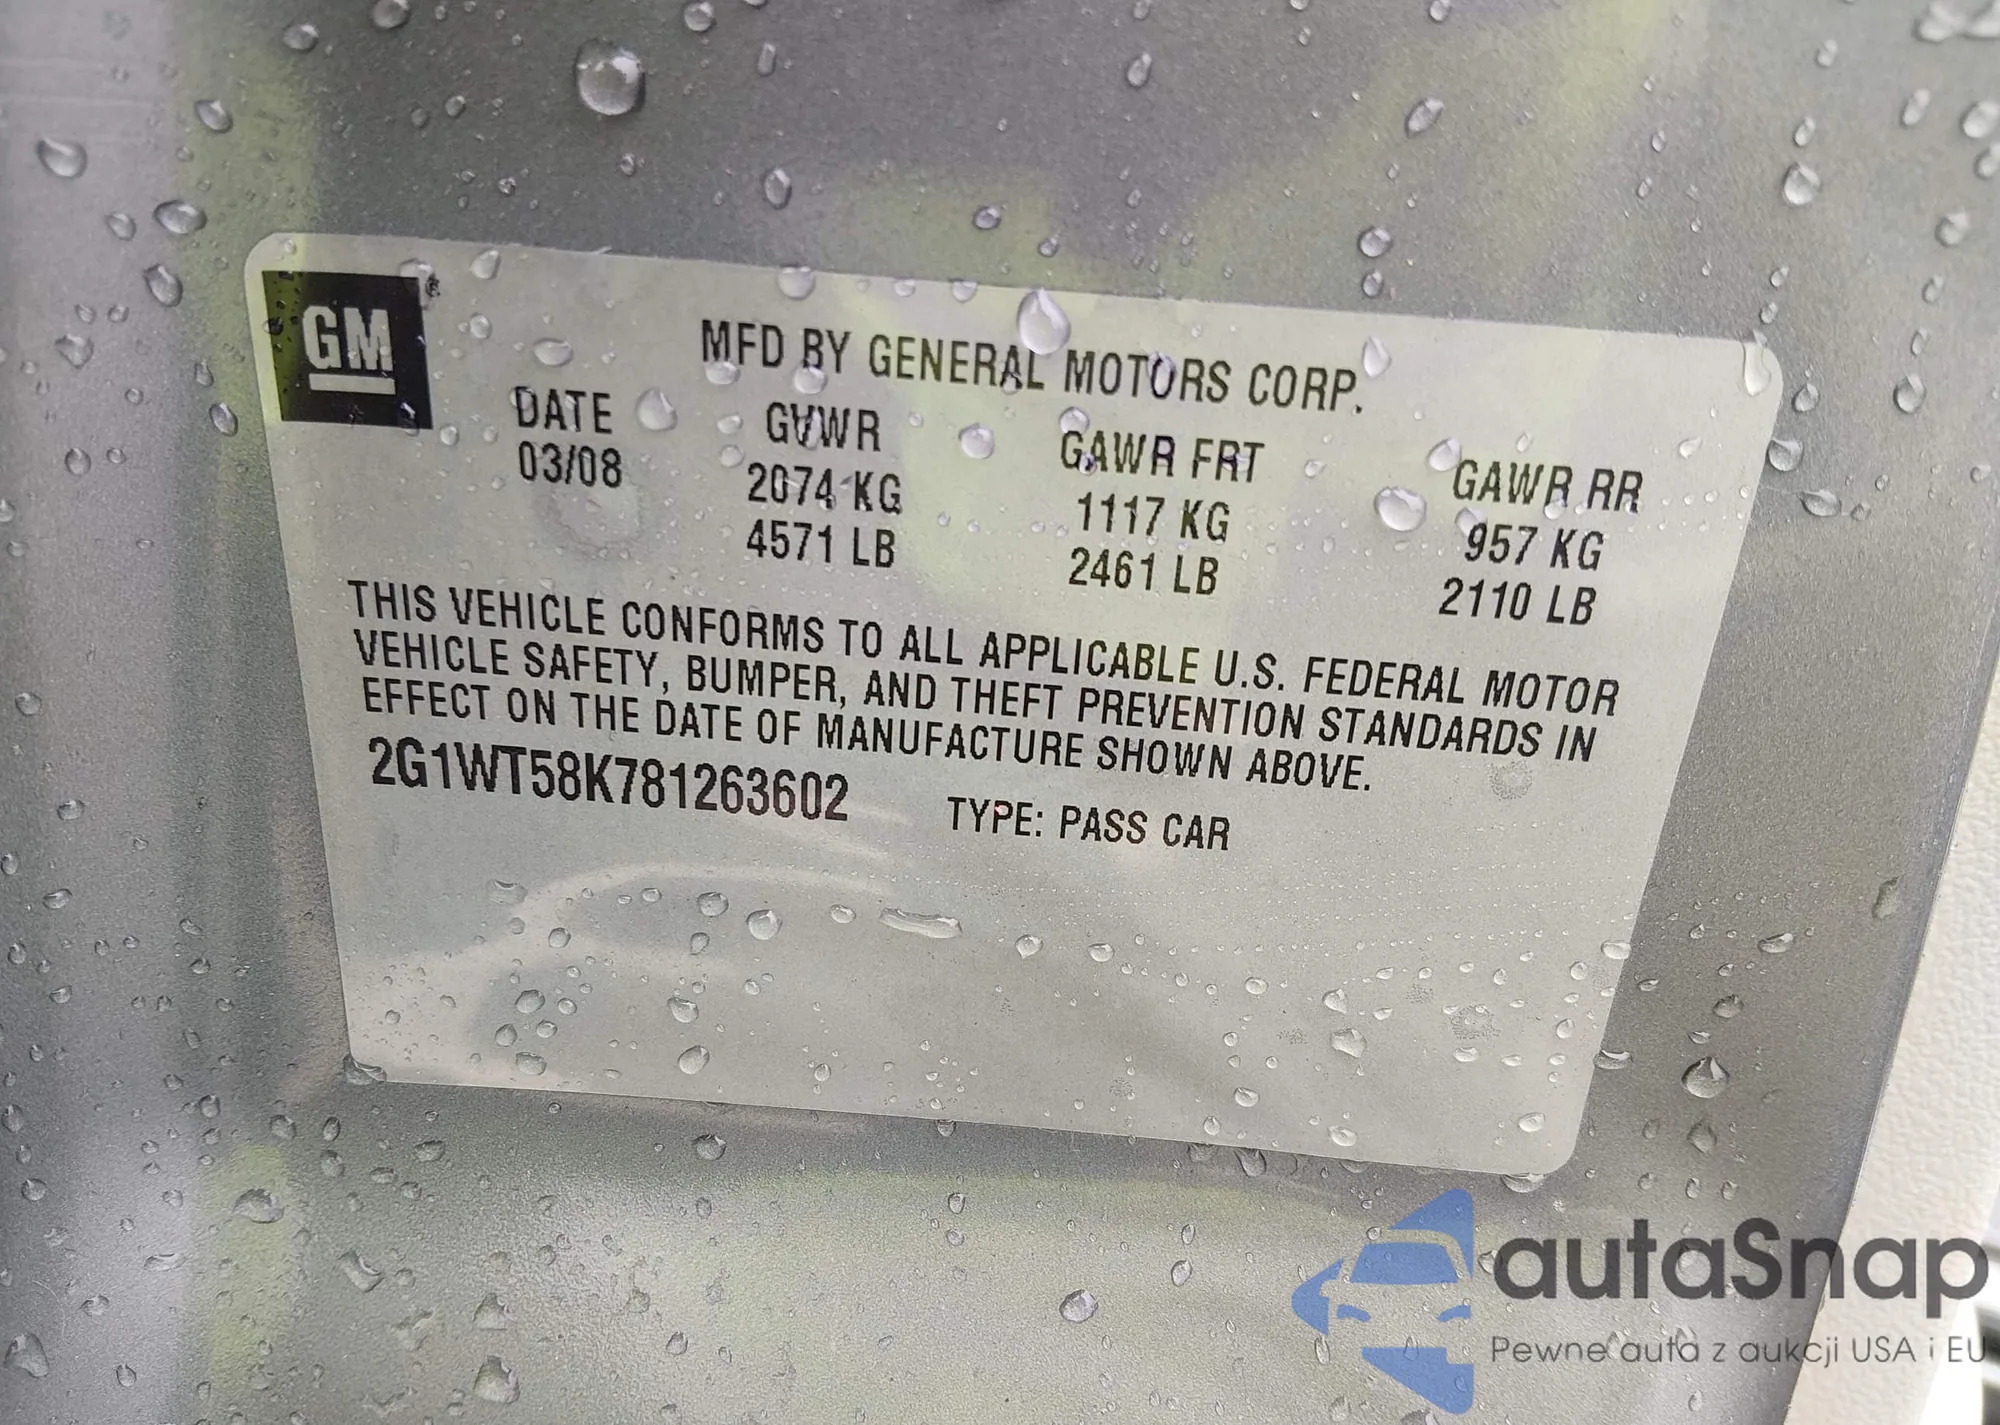 GM®
MFD BY GENERAL MOTORS CORP.
DATE GVWR GAWR FRT GAWR RR
03/08 2074 KG 1117 KG 957 KG
4571 LB 2461 LB 2110 LB
THIS VEHICLE CONFORMS TO ALL APPLICABLE U.S. FEDERAL MOTOR
VEHICLE SAFETY, BUMPER, AND THEFT PREVENTION STANDARDS IN
EFFECT ON THE DATE OF MANUFACTURE SHOWN ABOVE.
2G1WT58K781263602 TYPE: PASS CAR
autaSnap
Pewne auta z aukcji USA i EU